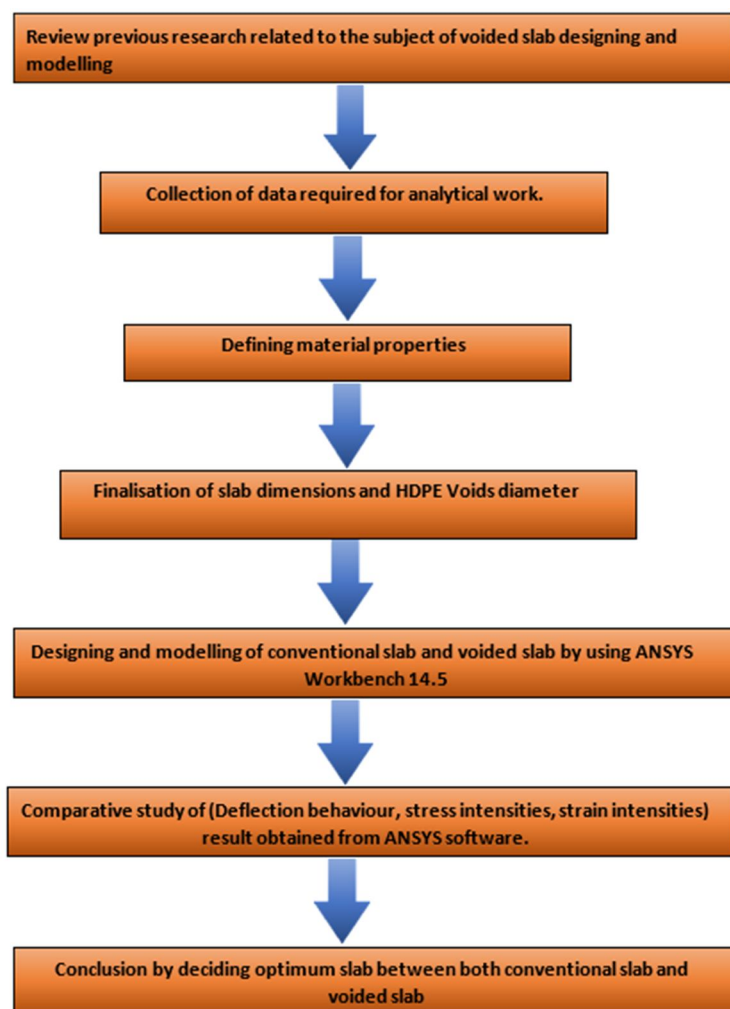 Review previous research related to the subject of voided slab designing and
modelling
Collection of data required for analytical work.
Defining material properties
Finalisation of slab dimensions and HDPE Voids diameter
Designing and modelling of conventional slab and voided slab by using ANSYS
Workbench 14.5
Comparative study of (Deflection behaviour, stress intensities, strain intensities)
result obtained from ANSYS software.
Conclusion by deciding optimum slab between both conventional slab and
voided slab